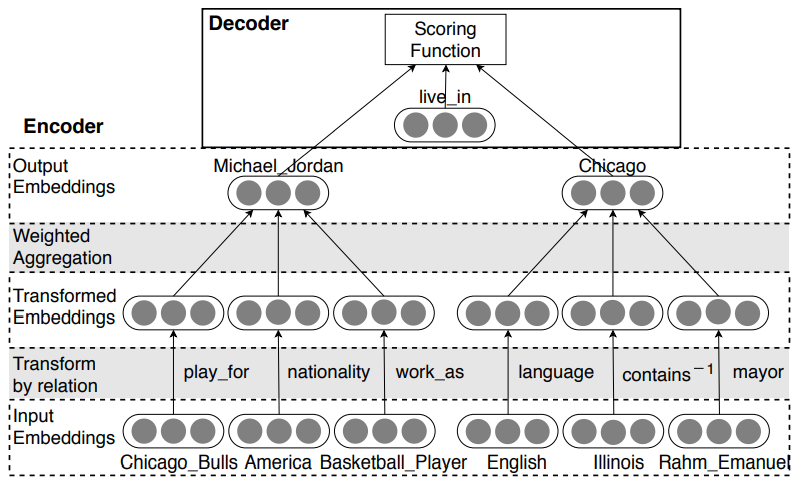 Decoder
Scoring
Function
live_in
Encoder
Output
Embeddings
Michael_Jordan
Chicago
Weighted
Aggregation
Transformed
Embeddings
Transform
by relation
play_for
nationality
work_as
language
contains⁻¹
mayor
Input
Embeddings
Chicago_Bulls
America
Basketball_Player
English
Illinois
Rahm_Emanuel